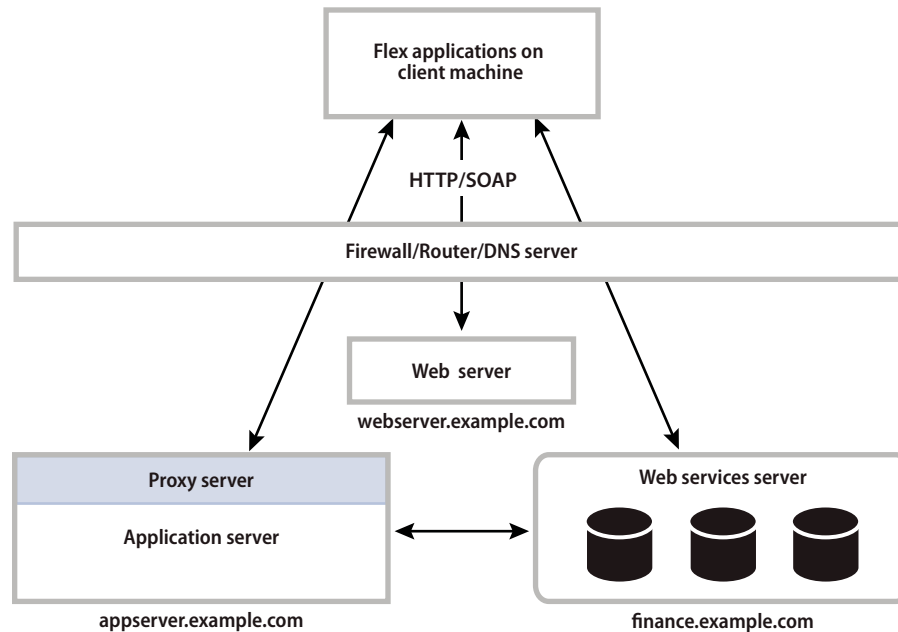 Flex applications on
client machine
HTTP/SOAP
Firewall/Router/DNS server
Web server
webserver.example.com
Proxy server
Application server
appserver.example.com
Web services server
finance.example.com